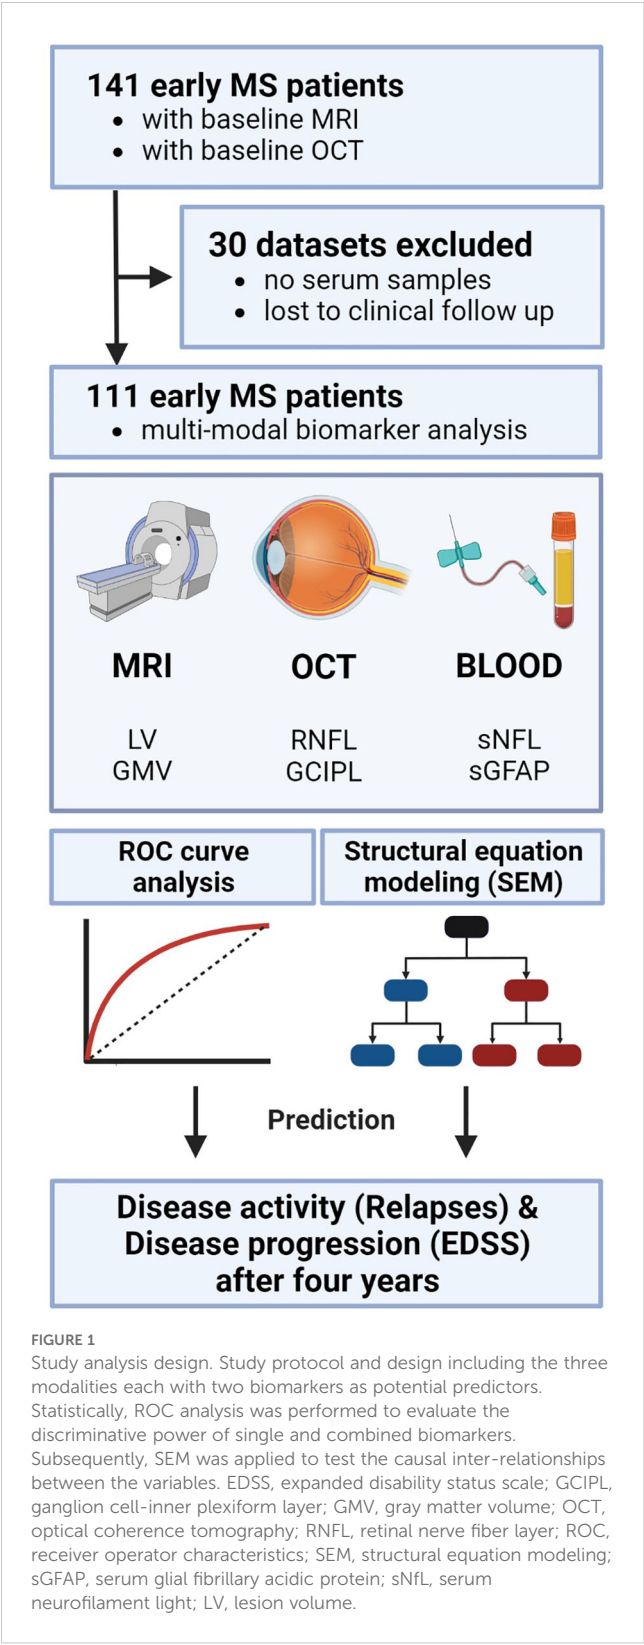 141 early MS patients
• with baseline MRI
• with baseline OCT
30 datasets excluded
• no serum samples
• lost to clinical follow up
111 early MS patients
• multi-modal biomarker analysis
MRI OCT BLOOD
LV RNFL sNFL
GMV GCIPL sGFAP
ROC curve
analysis
Structural equation
modeling (SEM)
Prediction
Disease activity (Relapses) &
Disease progression (EDSS)
after four years
FIGURE 1
Study analysis design. Study protocol and design including the three
modalities each with two biomarkers as potential predictors.
Statistically, ROC analysis was performed to evaluate the
discriminative power of single and combined biomarkers.
Subsequently, SEM was applied to test the causal inter-relationships
between the variables. EDSS, expanded disability status scale; GCIPL,
ganglion cell-inner plexiform layer; GMV, gray matter volume; OCT,
optical coherence tomography; RNFL, retinal nerve fiber layer; ROC,
receiver operator characteristics; SEM, structural equation modeling;
sGFAP, serum glial fibrillary acidic protein; sNfL, serum
neurofilament light; LV, lesion volume.